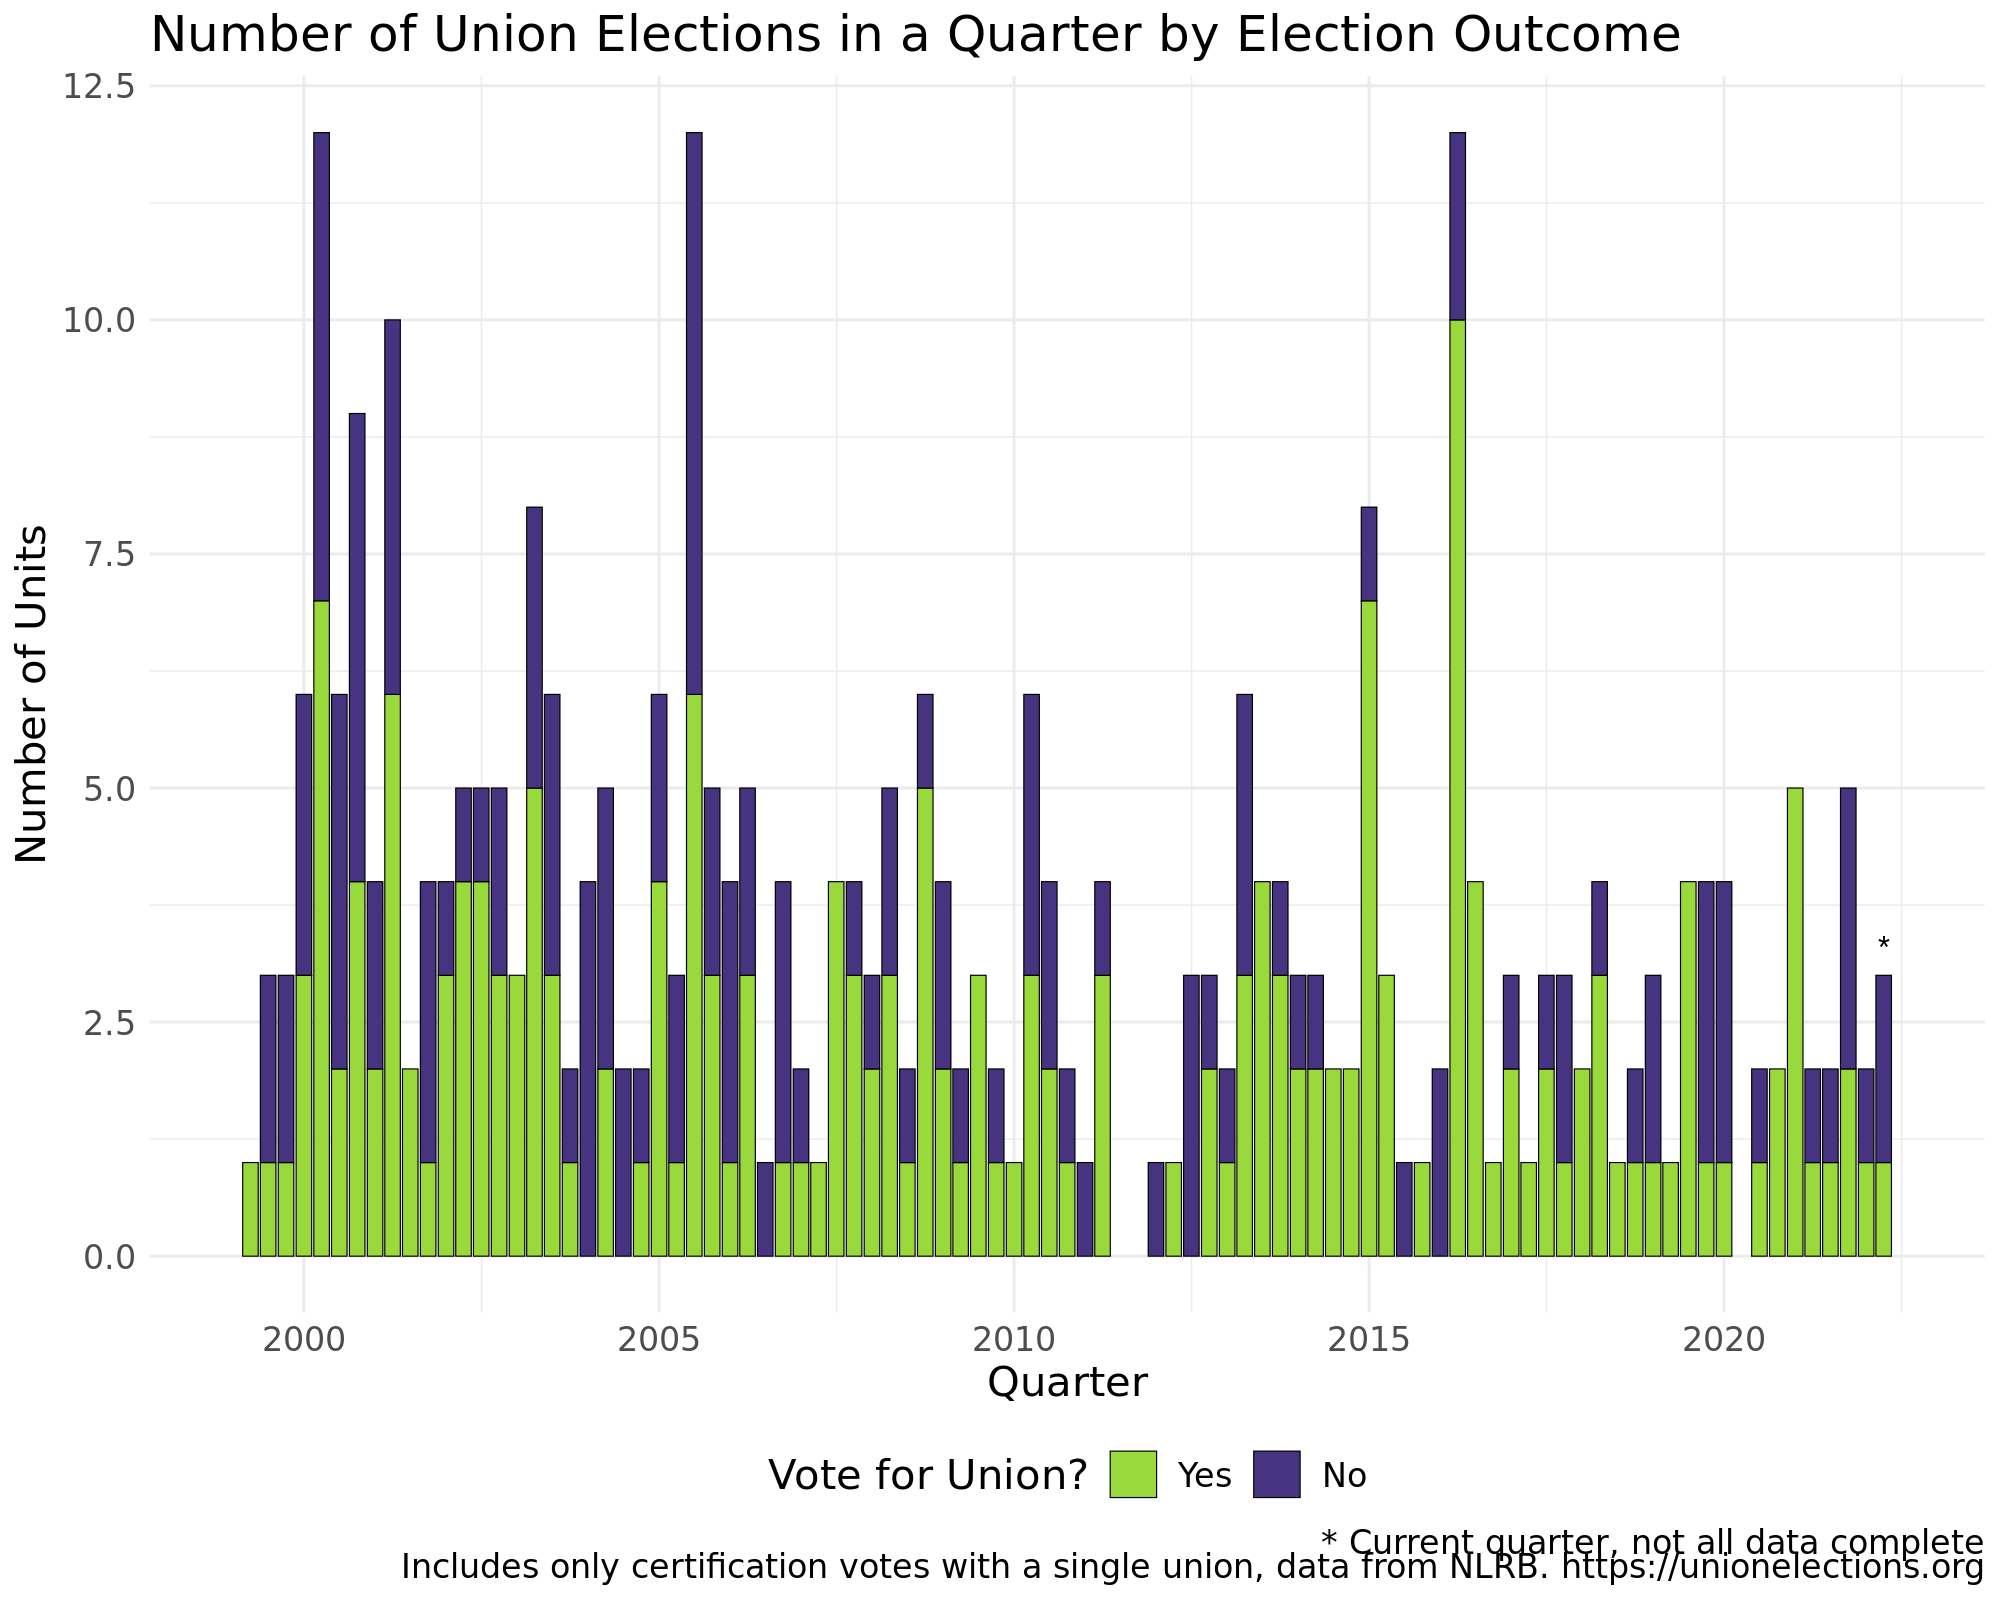 Number of Union Elections in a Quarter by Election Outcome
12.5
10.0
7.5
5.0
2.5
0.0
Number of Units
*
2000 2005 2010 2015 2020
Quarter
Vote for Union? Yes No
* Current quarter, not all data complete
Includes only certification votes with a single union, data from NLRB. https://unionelections.org